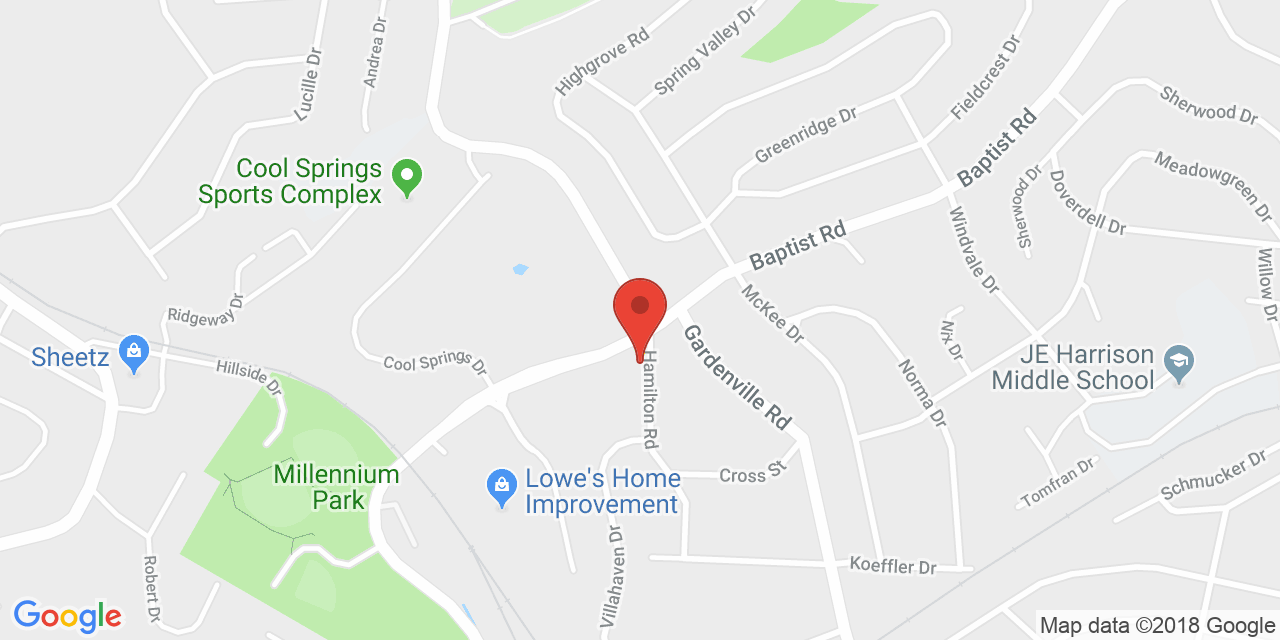 Highgrove Rd
Spring Valley Dr
Andrea Dr
Lucille Dr
Fieldcrest Dr
Sherwood Dr
Greenridge Dr
Baptist Rd
Cool Springs
Sports Complex
Meadowgreen Dr
Sherwood Dr
Doverdell Dr
Baptist Rd
Windvale Dr
Willow Dr
Ridgeway Dr
McKee Dr
Nix Dr
Sheetz
Hillside Dr
Cool Springs Dr
Hamilton Rd
Gardenville Rd
Norma Dr
JE Harrison
Middle School
Millennium
Park
Lowe's Home
Improvement
Cross St
Tomfran Dr
Schmucker Dr
Villahaven Dr
Koeffler Dr
Robert Dr
Google
Map data ©2018 Google